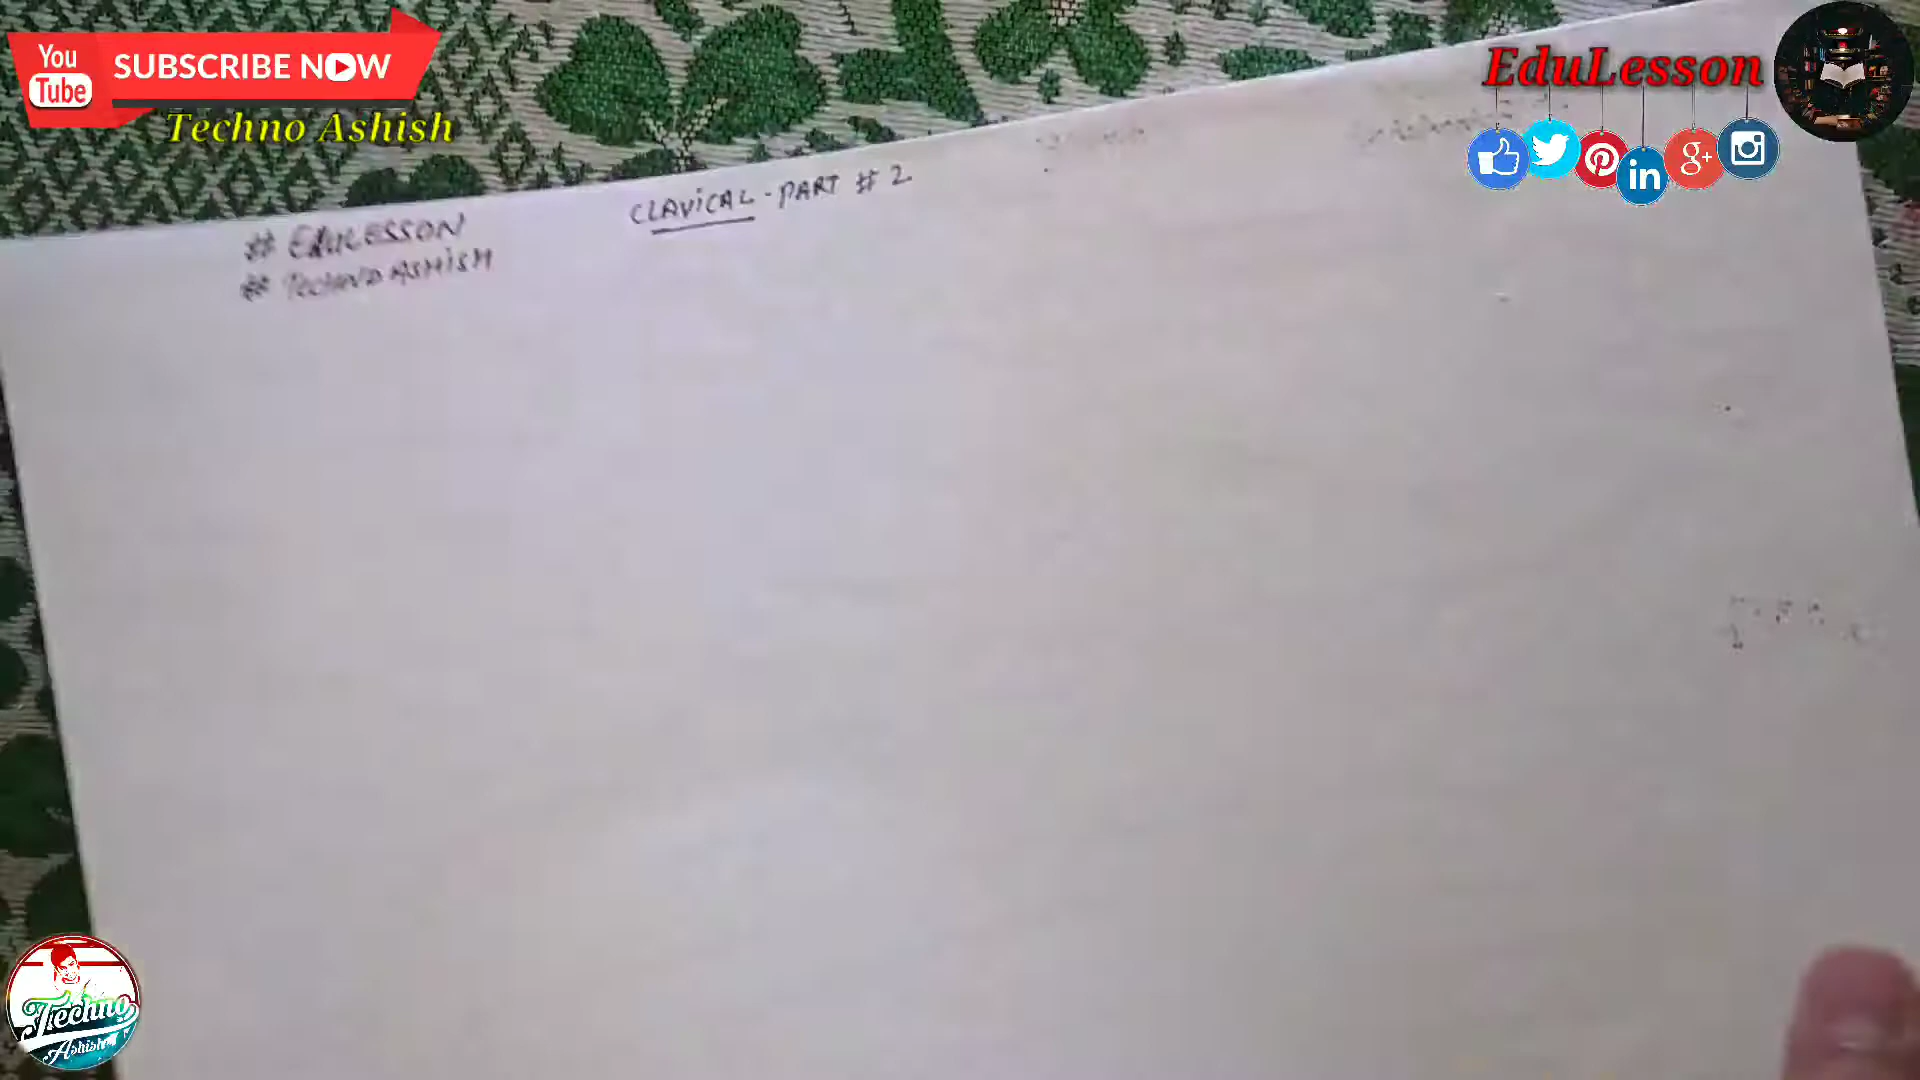 You
Tube
SUBSCRIBE NOW
Techno Ashish
EduLesson
CLAVICAL - PART # 2
# EduLESSON
# TECHNO ASHISH
Techno
Ashish